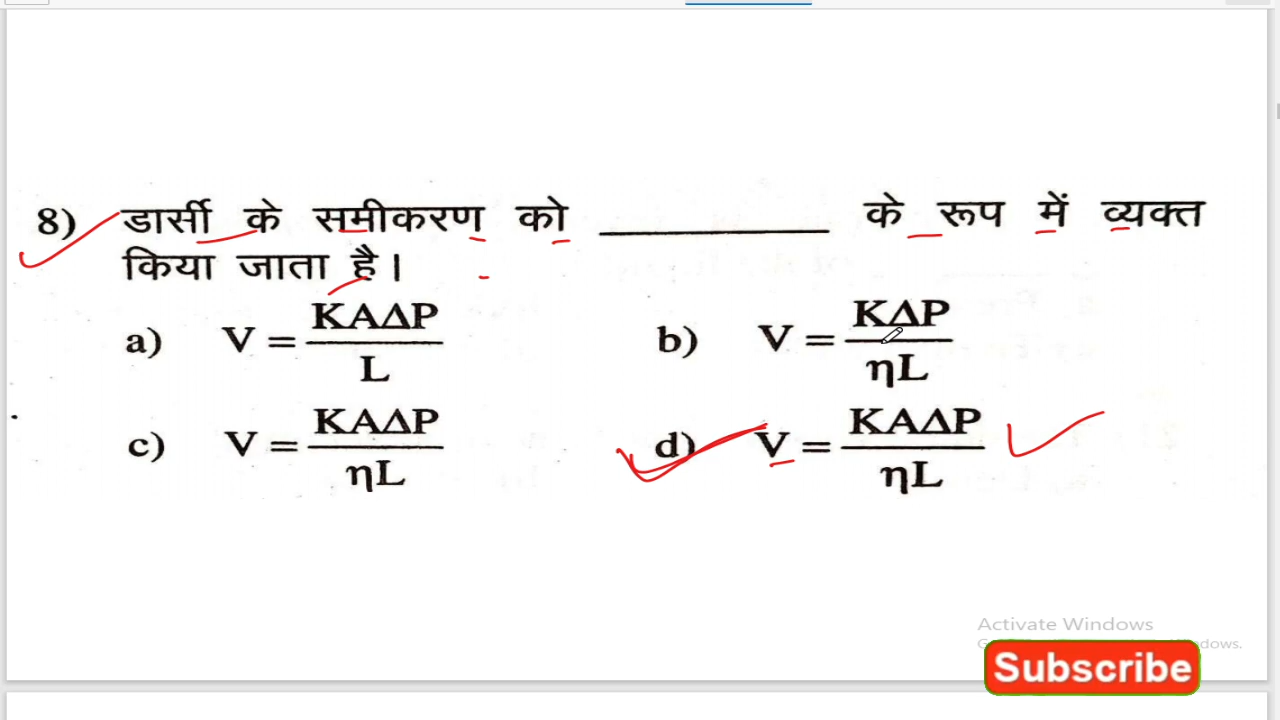 8) डार्सी के समीकरण को ____________ के रूप में व्यक्त
किया जाता है।
a) V = KAΔP / L
b) V = KΔP / ηL
c) V = KAΔP / ηL
d) V = KAΔP / ηL
Activate Windows
Subscribe